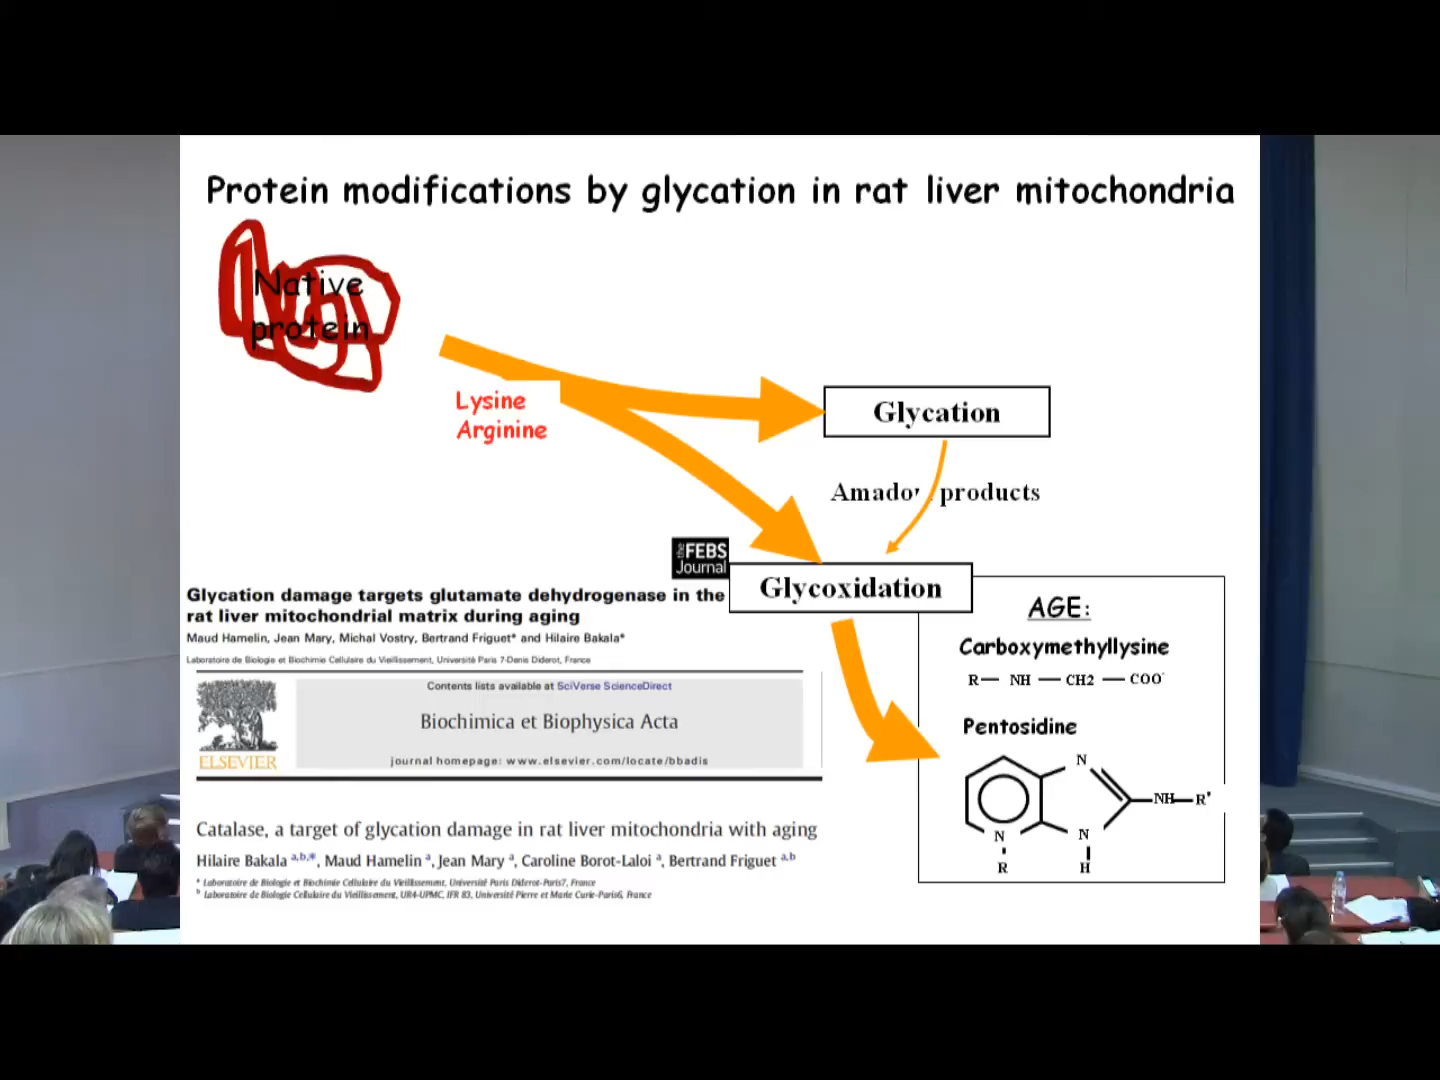 Protein modifications by glycation in rat liver mitochondria
Native
protein
Lysine
Arginine
Glycation
Amador products
the FEBS
Journal
Glycoxidation
Glycation damage targets glutamate dehydrogenase in the
rat liver mitochondrial matrix during aging
Maud Hamelin, Jean Mary, Michal Vostry, Bertrand Friguet* and Hilaire Bakala*
Laboratoire de Biologie et Biochimie Cellulaire du Vieillissement, Université Paris 7-Denis Diderot, France
Contents lists available at SciVerse ScienceDirect
Biochimica et Biophysica Acta
journal homepage: www.elsevier.com/locate/bbadis
ELSEVIER
Catalase, a target of glycation damage in rat liver mitochondria with aging
Hilaire Bakala a,b,*, Maud Hamelin a, Jean Mary a, Caroline Borot-Laloi a, Bertrand Friguet a,b
a Laboratoire de Biologie et Biochimie Cellulaire du Vieillissement, Université Paris Diderot-Paris7, France
b Laboratoire de Biologie Cellulaire du Vieillissement, UR4-UPMC, IFR 83, Université Pierre et Marie Curie-Paris6, France
AGE:
Carboxymethyllysine
R— NH — CH2 — COO-
Pentosidine
N
NH—R'
N
N
R
H